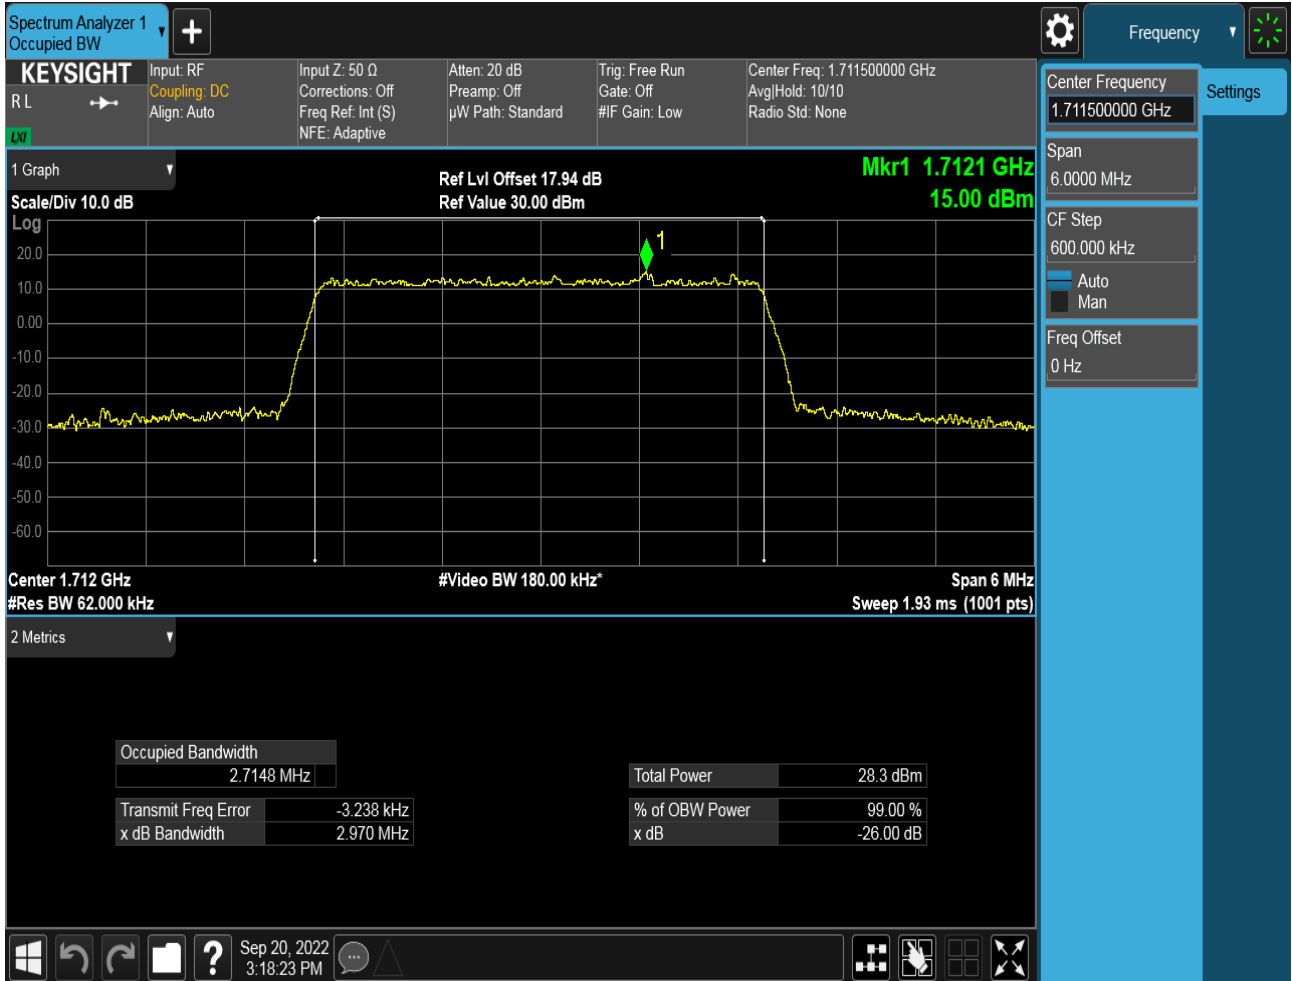 Spectrum Analyzer 1
Occupied BW
+
Frequency
KEYSIGHT
R L
LXI
Input: RF
Coupling: DC
Align: Auto
Input Z: 50 Ω
Corrections: Off
Freq Ref: Int (S)
NFE: Adaptive
Atten: 20 dB
Preamp: Off
µW Path: Standard
Trig: Free Run
Gate: Off
#IF Gain: Low
Center Freq: 1.711500000 GHz
Avg|Hold: 10/10
Radio Std: None
Center Frequency
1.711500000 GHz
Settings
Span
6.0000 MHz
CF Step
600.000 kHz
Auto
Man
Freq Offset
0 Hz
1 Graph
Scale/Div 10.0 dB
Ref Lvl Offset 17.94 dB
Ref Value 30.00 dBm
Mkr1 1.7121 GHz
15.00 dBm
Log
1
20.0
10.0
0.00
-10.0
-20.0
-30.0
-40.0
-50.0
-60.0
Center 1.712 GHz
#Video BW 180.00 kHz*
Span 6 MHz
#Res BW 62.000 kHz
Sweep 1.93 ms (1001 pts)
2 Metrics
Occupied Bandwidth
2.7148 MHz
Total Power 28.3 dBm
Transmit Freq Error -3.238 kHz
% of OBW Power 99.00 %
x dB Bandwidth 2.970 MHz
x dB -26.00 dB
?
Sep 20, 2022
3:18:23 PM